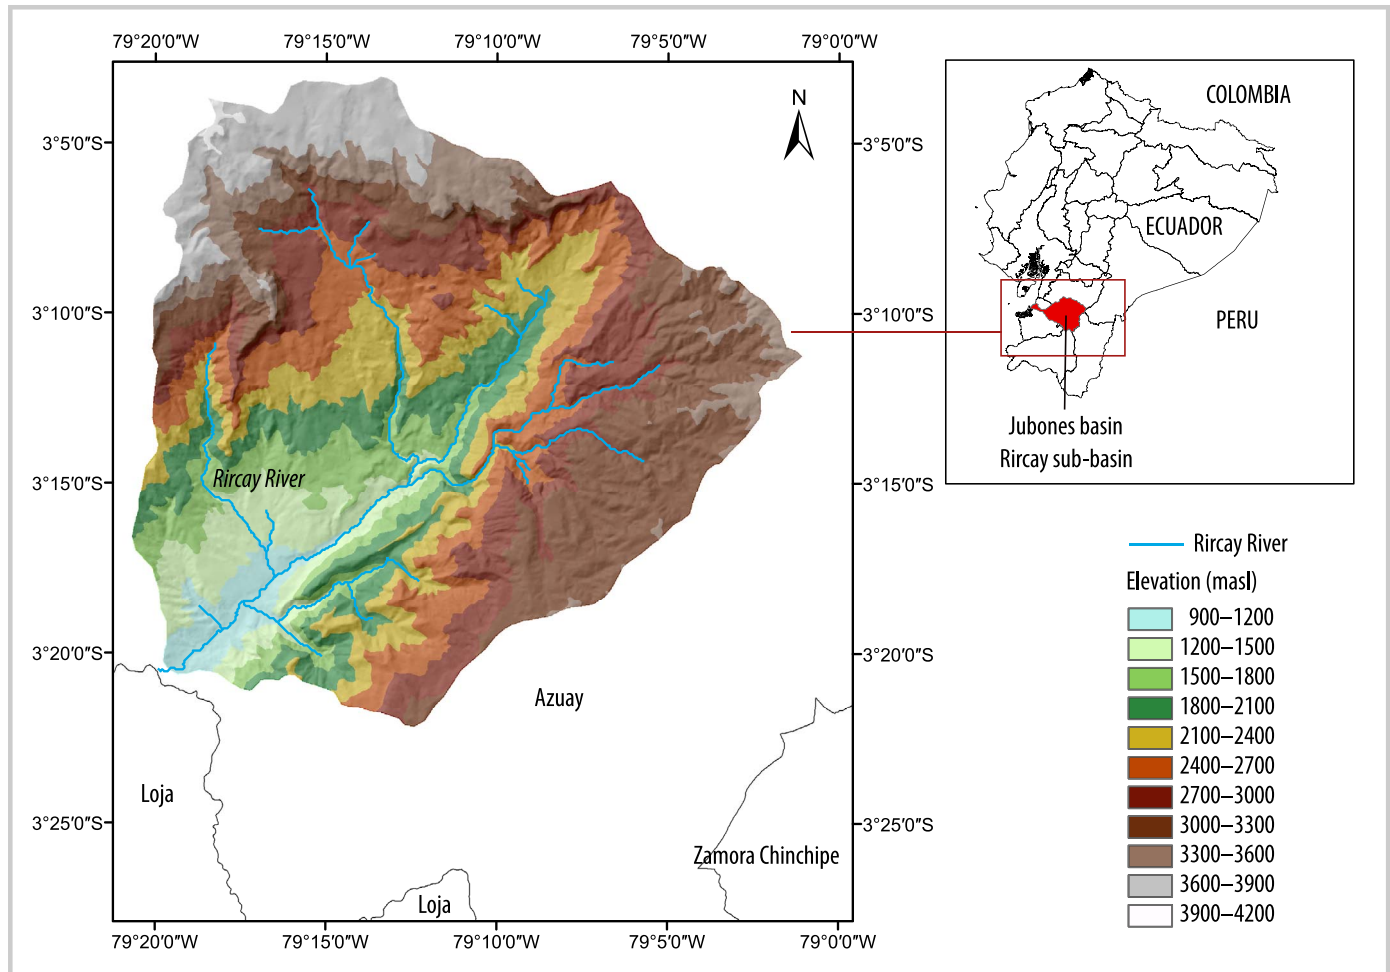 79°20′0″W 79°15′0″W 79°10′0″W 79°5′0″W 79°0′0″W
N
3°5′0″S 3°5′0″S
3°10′0″S 3°10′0″S
3°15′0″S 3°15′0″S
3°20′0″S 3°20′0″S
3°25′0″S 3°25′0″S
Rircay River
Azuay
Loja
Zamora Chinchipe
Loja
79°20′0″W 79°15′0″W 79°10′0″W 79°5′0″W 79°0′0″W
COLOMBIA
ECUADOR
PERU
Jubones basin
Rircay sub-basin
Rircay River
Elevation (masl)
900–1200
1200–1500
1500–1800
1800–2100
2100–2400
2400–2700
2700–3000
3000–3300
3300–3600
3600–3900
3900–4200